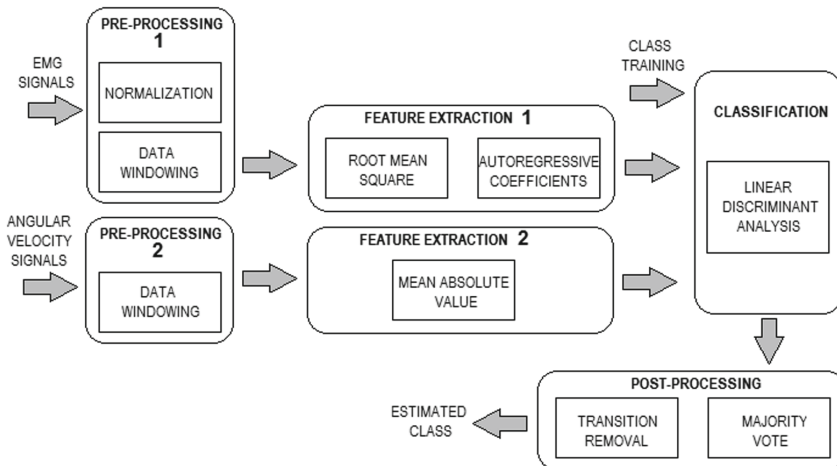 PRE-PROCESSING
1
EMG
SIGNALS
NORMALIZATION
DATA
WINDOWING
FEATURE EXTRACTION 1
ROOT MEAN
SQUARE
AUTOREGRESSIVE
COEFFICIENTS
CLASS
TRAINING
CLASSIFICATION
LINEAR
DISCRIMINANT
ANALYSIS
ANGULAR
VELOCITY
SIGNALS
PRE-PROCESSING
2
DATA
WINDOWING
FEATURE EXTRACTION 2
MEAN ABSOLUTE
VALUE
POST-PROCESSING
TRANSITION
REMOVAL
MAJORITY
VOTE
ESTIMATED
CLASS